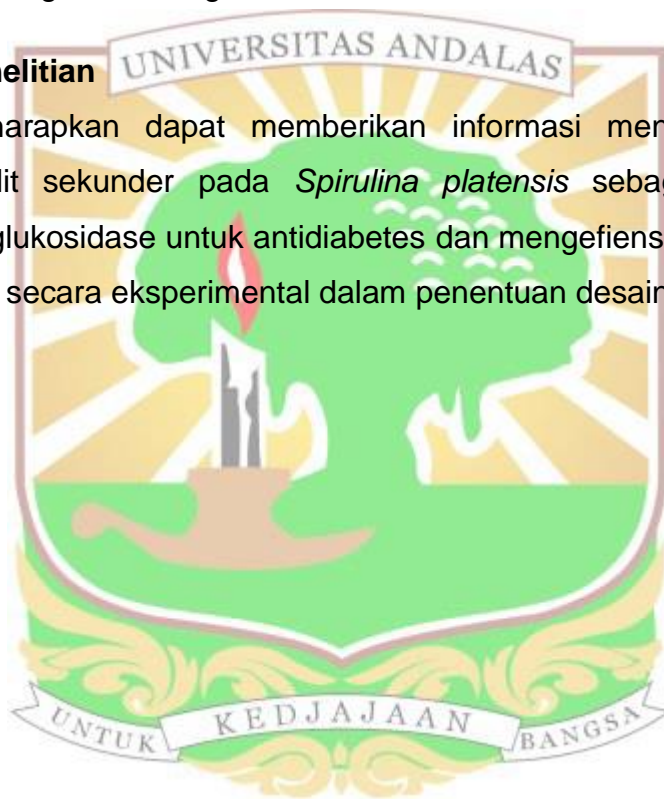 UNIVERSITAS ANDALAS
nelitian
harapkan dapat memberikan informasi men
lit sekunder pada Spirulina platensis seba
glukosidase untuk antidiabetes dan mengefiens
secara eksperimental dalam penentuan desain
UNTUK KEDJAJAAN BANGSA